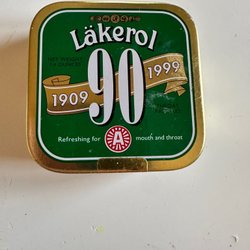 Läkerol
1909 90 1999
Refreshing for A mouth and throat